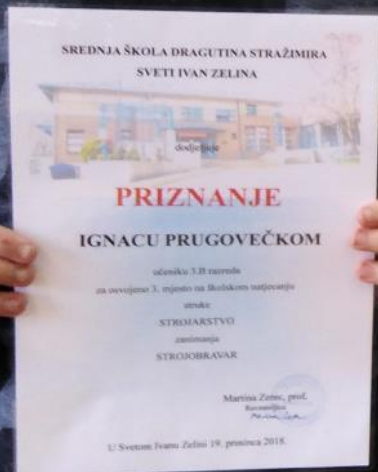 SREDNJA ŠKOLA DRAGUTINA STRAŽIMIRA
SVETI IVAN ZELINA
dodjeljuje
PRIZNANJE
IGNACU PRUGOVEČKOM
učeniku 3.B razreda
za osvojeno 3. mjesto na školskom natjecanju
struke
STROJARSTVO
zanimanja
STROJOBRAVAR
Martina Zenec, prof.
Ravnateljica
U Svetom Ivanu Zelini 19. prosinca 2018.